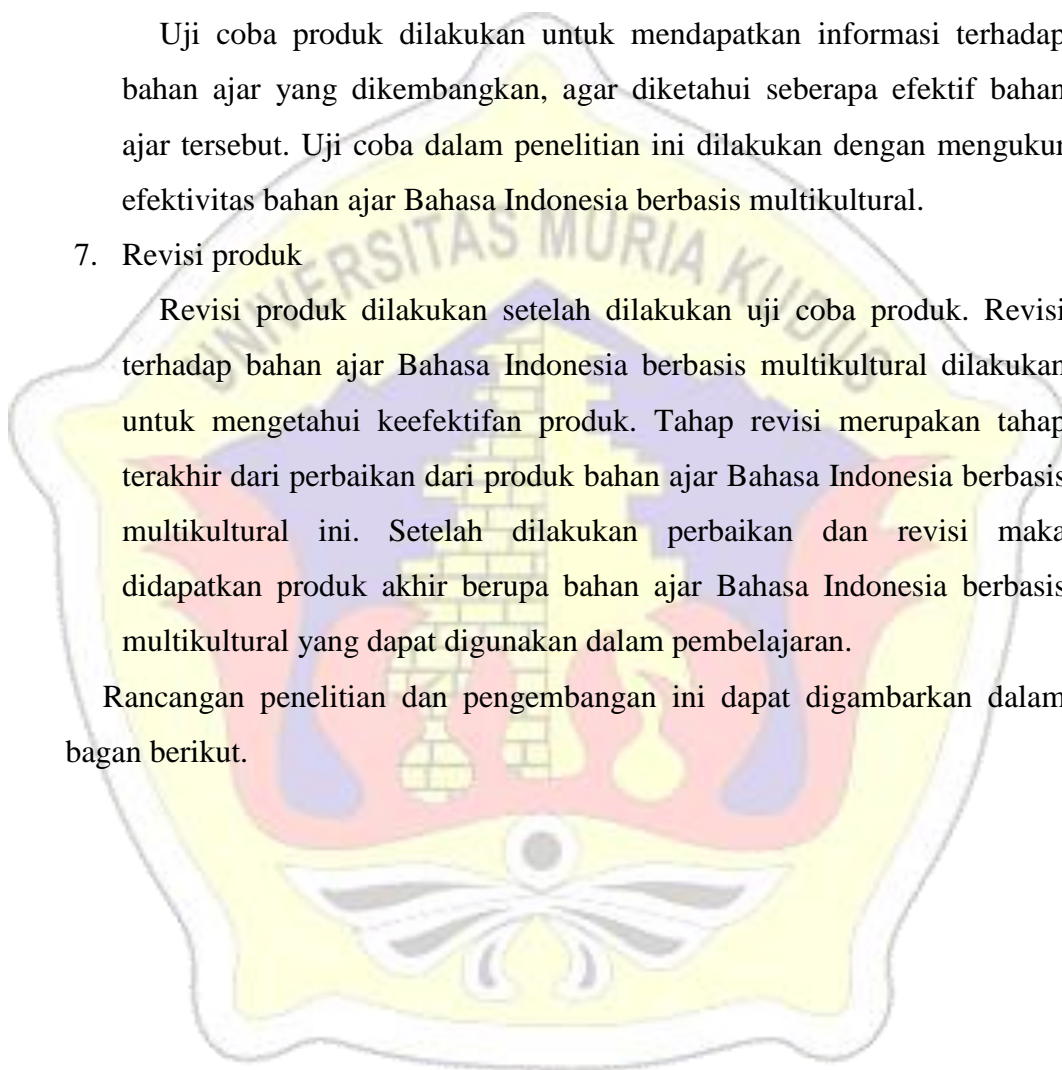 Uji coba produk dilakukan untuk mendapatkan informasi terhadap
bahan ajar yang dikembangkan, agar diketahui seberapa efektif bahan
ajar tersebut. Uji coba dalam penelitian ini dilakukan dengan mengukur
efektivitas bahan ajar Bahasa Indonesia berbasis multikultural.
UNIVERSITAS MURIA KUDUS
7. Revisi produk
Revisi produk dilakukan setelah dilakukan uji coba produk. Revisi
terhadap bahan ajar Bahasa Indonesia berbasis multikultural dilakukan
untuk mengetahui keefektifan produk. Tahap revisi merupakan tahap
terakhir dari perbaikan dari produk bahan ajar Bahasa Indonesia berbasis
multikultural ini. Setelah dilakukan perbaikan dan revisi maka
didapatkan produk akhir berupa bahan ajar Bahasa Indonesia berbasis
multikultural yang dapat digunakan dalam pembelajaran.
Rancangan penelitian dan pengembangan ini dapat digambarkan dalam
bagan berikut.